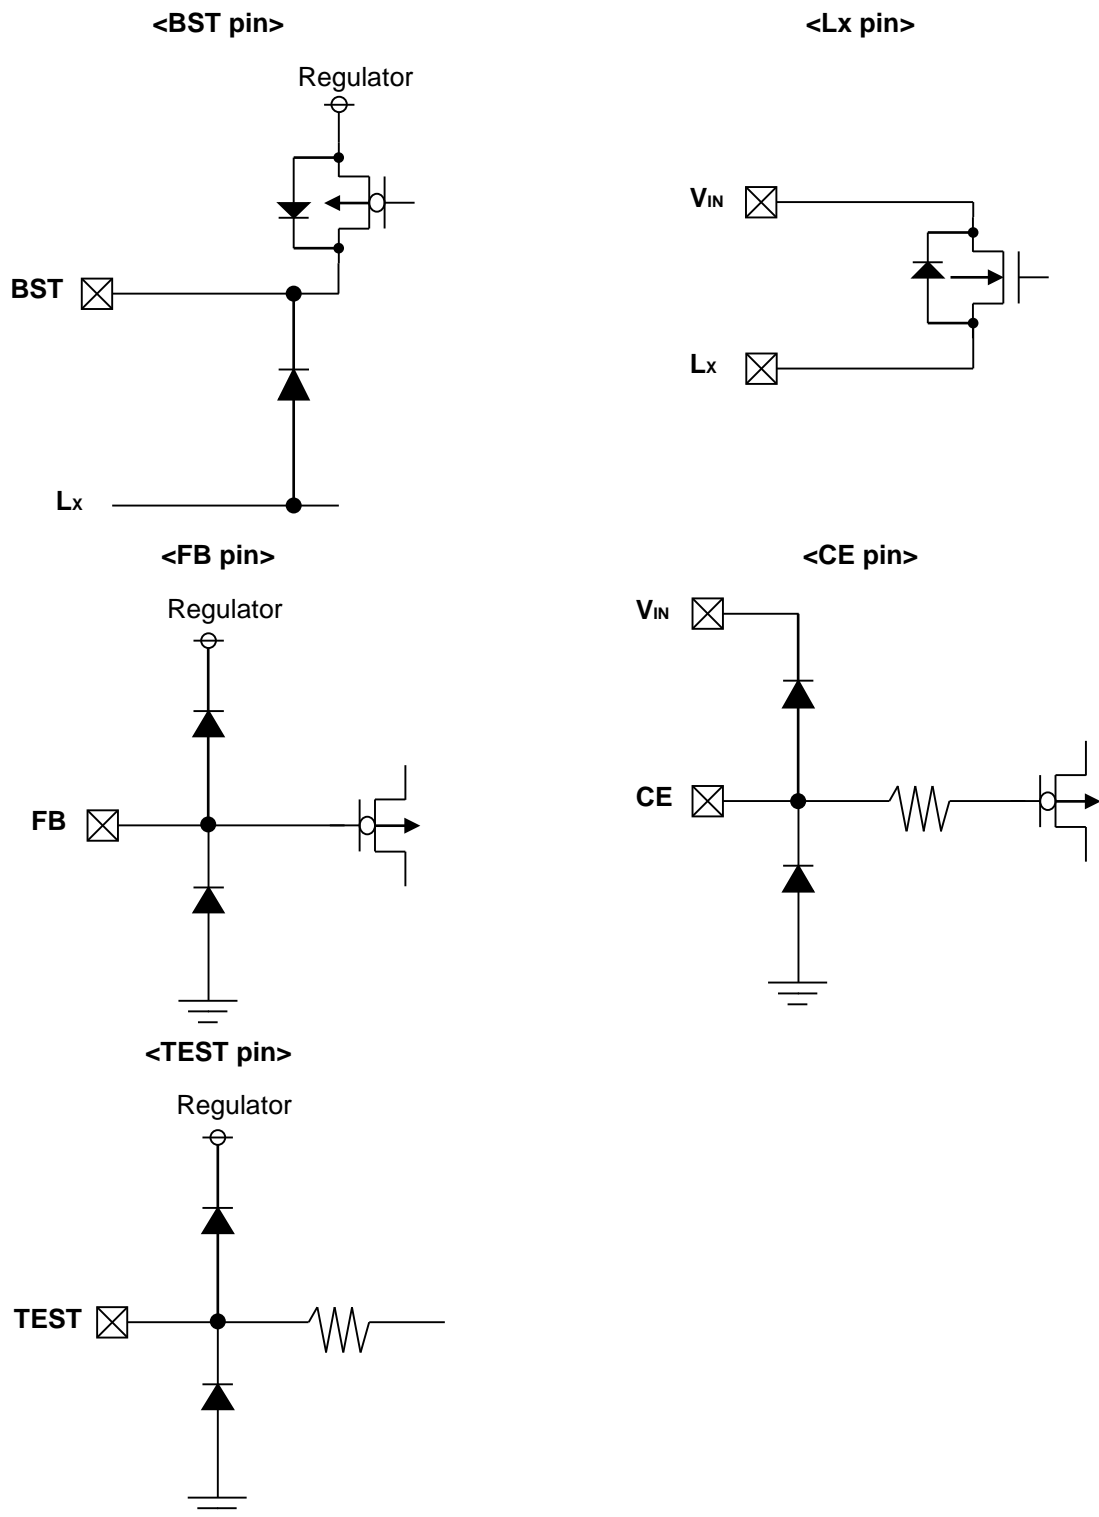 <BST pin>
Regulator
BST
Lx
<Lx pin>
VIN
Lx
<FB pin>
Regulator
FB
<CE pin>
VIN
CE
<TEST pin>
Regulator
TEST